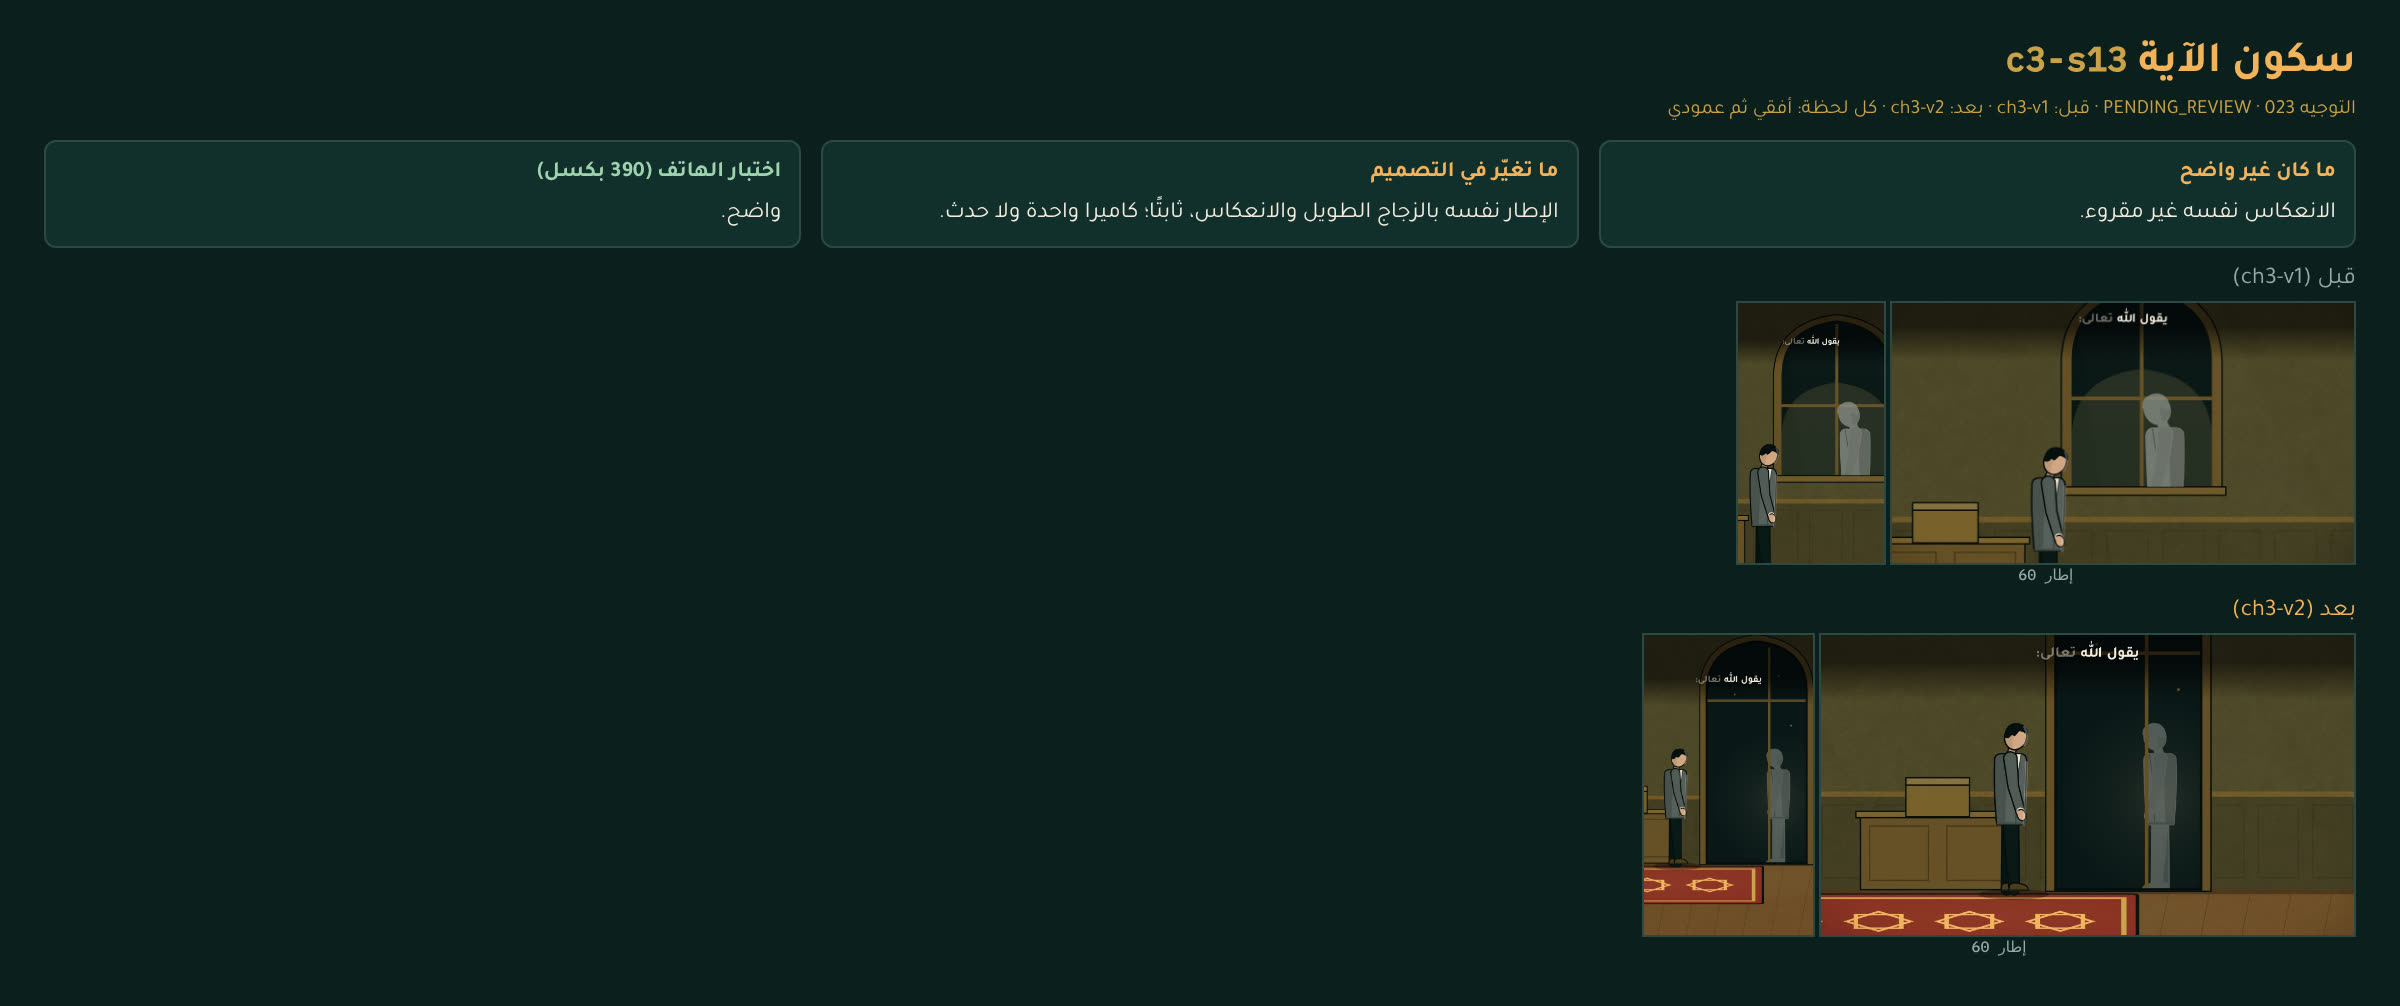 سكون الآية c3-s13
التوجيه 023 · PENDING_REVIEW · قبل: ch3-v1 · بعد: ch3-v2 · كل لحظة: أفقي ثم عمودي
ما كان غير واضح
الانعكاس نفسه غير مقروء.
ما تغيّر في التصميم
الإطار نفسه بالزجاج الطويل والانعكاس، ثابتًا؛ كاميرا واحدة ولا حدث.
اختبار الهاتف (390 بكسل)
واضح.
قبل (ch3-v1)
يقول الله تعالى:
يقول الله تعالى:
إطار 60
بعد (ch3-v2)
يقول الله تعالى:
يقول الله تعالى:
إطار 60